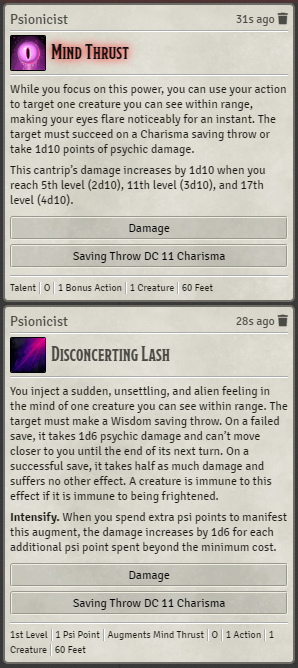 Psionicist 31s ago
Mind Thrust
While you focus on this power, you can use your action
to target one creature you can see within range,
making your eyes flare noticeably for an instant. The
target must succeed on a Charisma saving throw or
take 1d10 points of psychic damage.
This cantrip's damage increases by 1d10 when you
reach 5th level (2d10), 11th level (3d10), and 17th
level (4d10).
Damage
Saving Throw DC 11 Charisma
Talent | O | 1 Bonus Action | 1 Creature | 60 Feet
Psionicist 28s ago
Disconcerting Lash
You inject a sudden, unsettling, and alien feeling in
the mind of one creature you can see within range. The
target must make a Wisdom saving throw. On a failed
save, it takes 1d6 psychic damage and can't move
closer to you until the end of its next turn. On a
successful save, it takes half as much damage and
suffers no other effect. A creature is immune to this
effect if it is immune to being frightened.
Intensify. When you spend extra psi points to manifest
this augment, the damage increases by 1d6 for each
additional psi point spent beyond the minimum cost.
Damage
Saving Throw DC 11 Charisma
1st Level | 1 Psi Point | Augments Mind Thrust | O | 1 Action | 1
Creature | 60 Feet